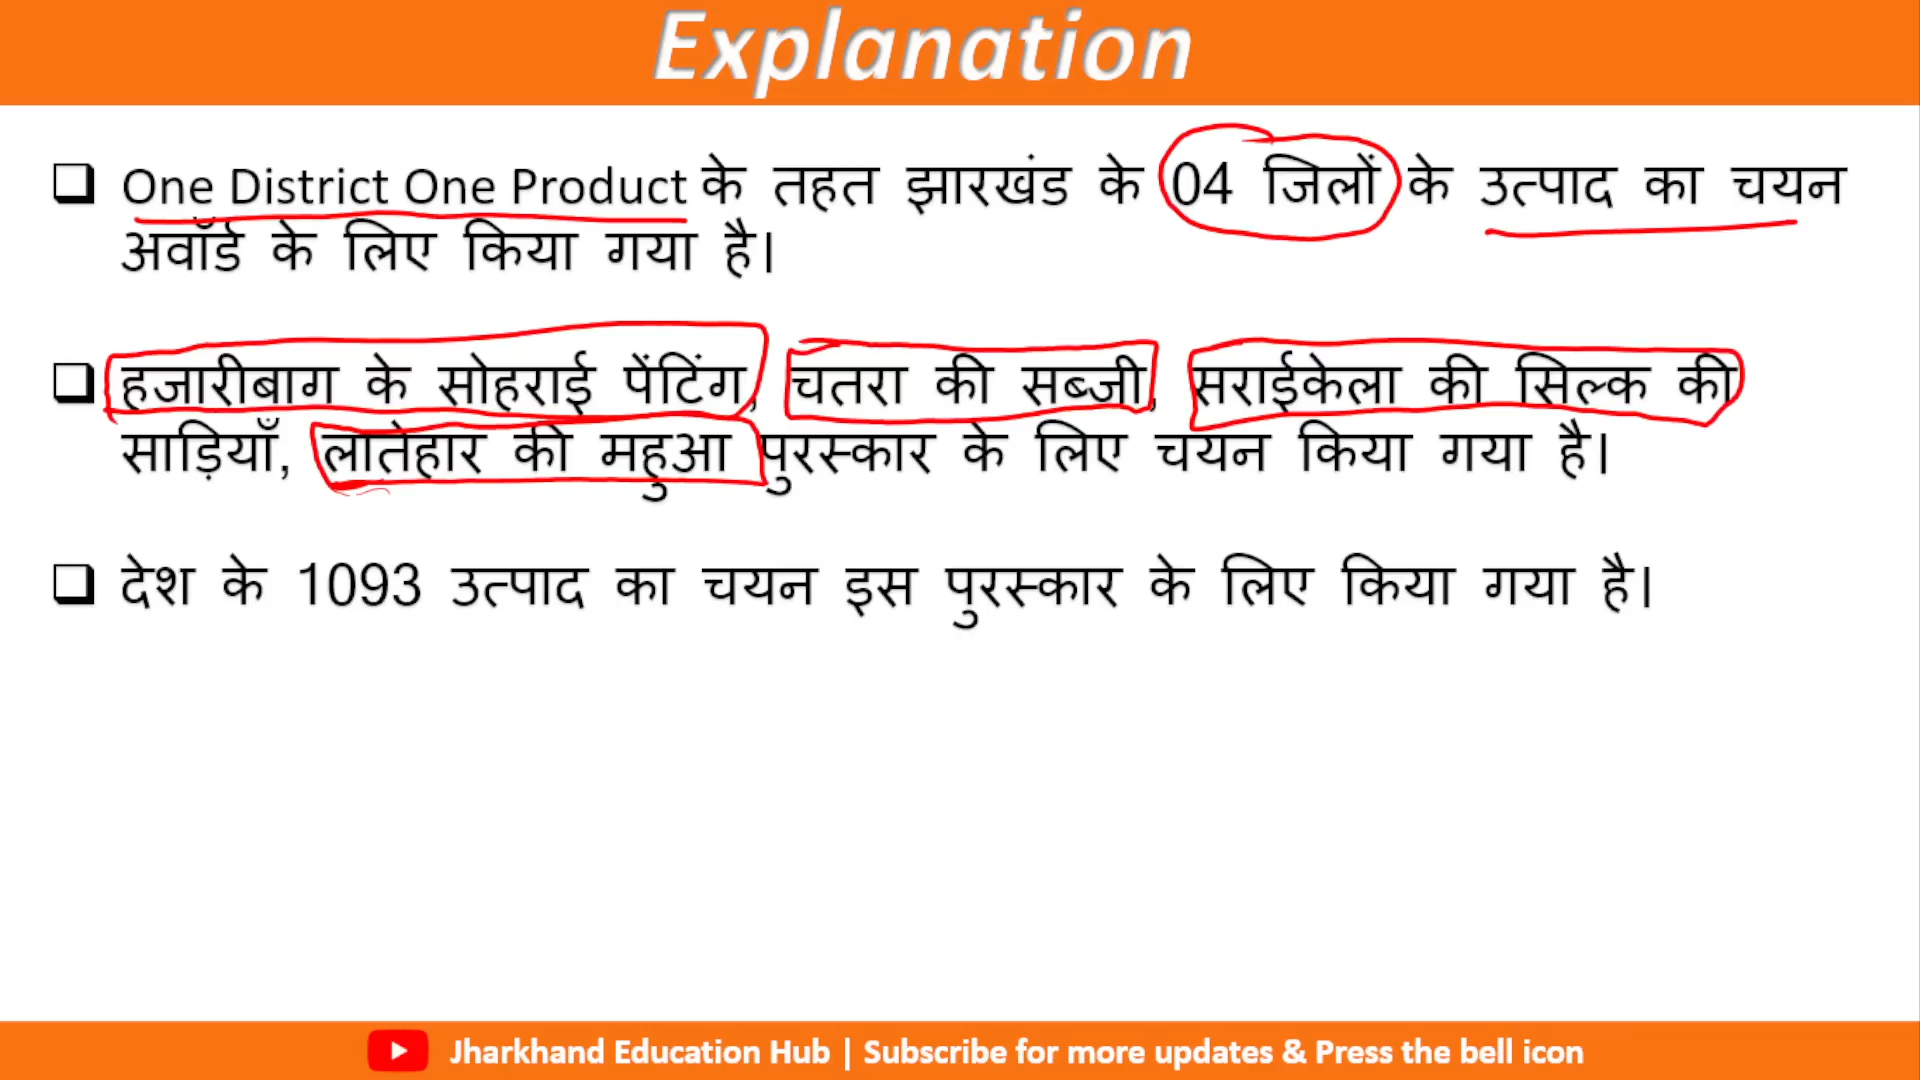 Explanation
One District One Product के तहत झारखंड के 04 जिलों के उत्पाद का चयन
अवॉर्ड के लिए किया गया है।
हजारीबाग के सोहराई पेंटिंग, चतरा की सब्जी, सराईकेला की सिल्क की
साड़ियाँ, लातेहार की महुआ पुरस्कार के लिए चयन किया गया है।
देश के 1093 उत्पाद का चयन इस पुरस्कार के लिए किया गया है।
Jharkhand Education Hub | Subscribe for more updates & Press the bell icon